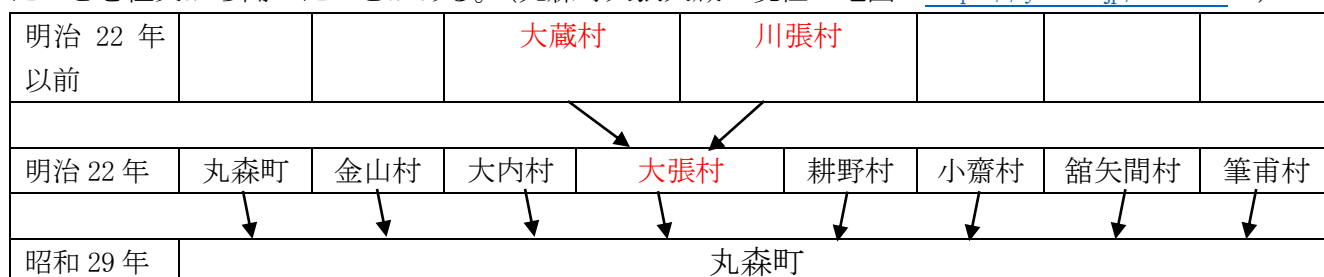 明治 22 年以前 大蔵村 川張村
明治 22 年 丸森町 金山村 大内村 大張村 耕野村 小齋村 舘矢間村 筆甫村
昭和 29 年 丸森町